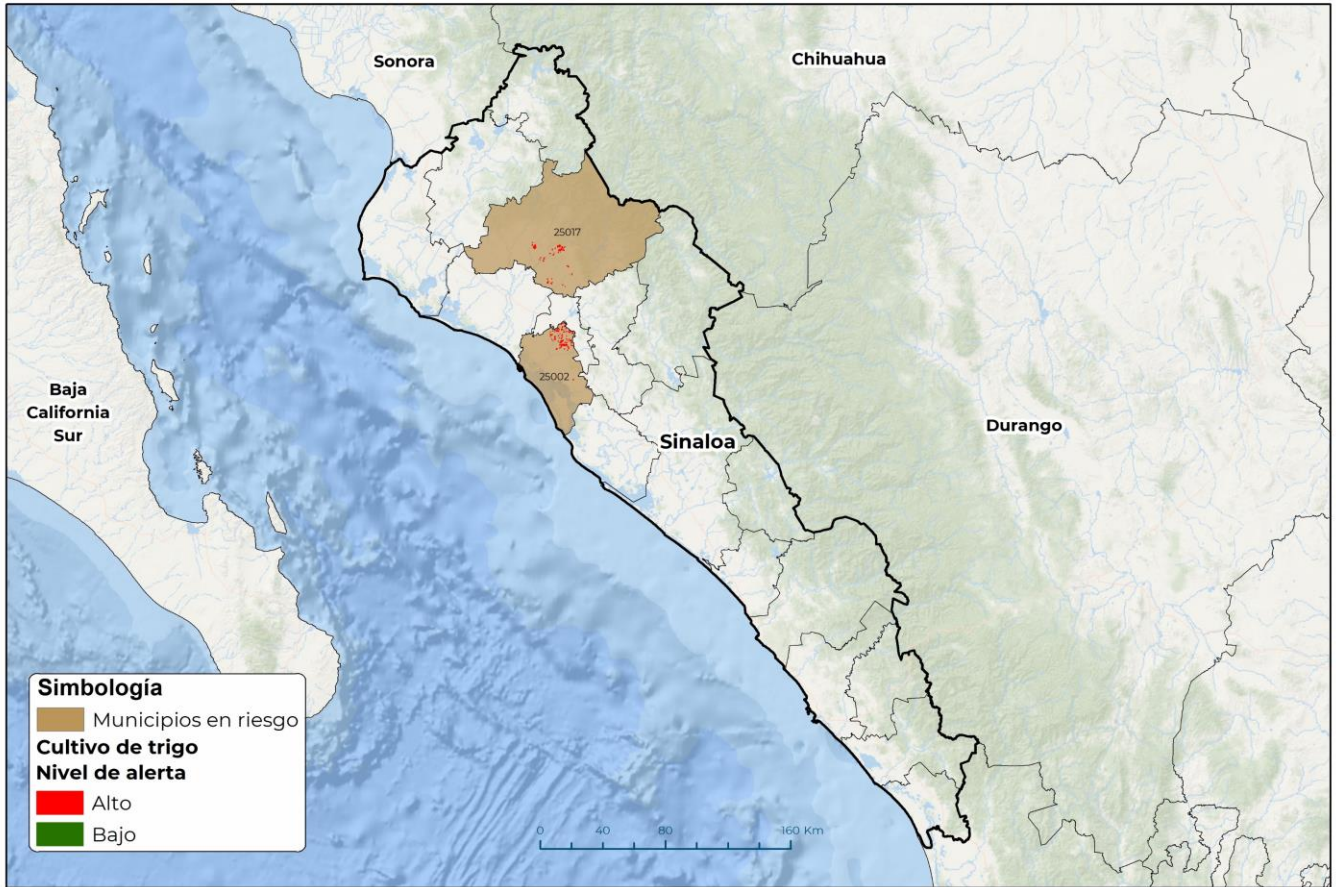 Sonora
Chihuahua
25017
25002
Baja
California
Sur
Sinaloa
Durango
Simbología
Municipios en riesgo
Cultivo de trigo
Nivel de alerta
Alto
Bajo
0 40 80 160 Km